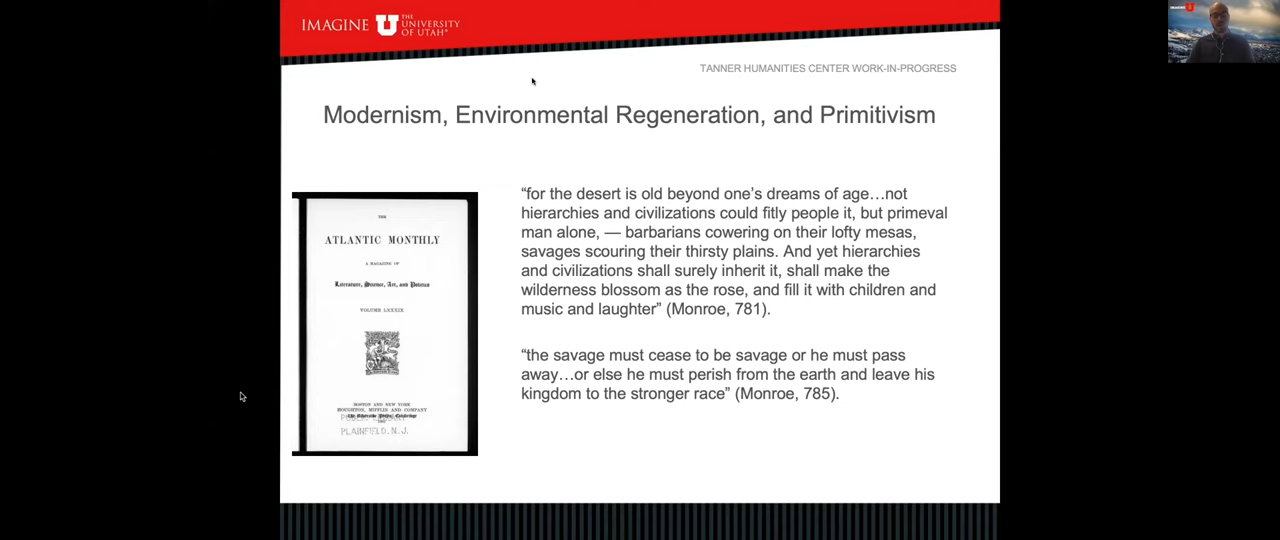 IMAGINE
THE
UNIVERSITY
OF UTAH
IMAGINE U
TANNER HUMANITIES CENTER WORK-IN-PROGRESS
Modernism, Environmental Regeneration, and Primitivism
THE
ATLANTIC MONTHLY
A MAGAZINE OF
Literature, Science, Art, and Politics
VOLUME LXXXIX
BOSTON AND NEW YORK
HOUGHTON, MIFFLIN AND COMPANY
PLAINFIELD, N.J.
“for the desert is old beyond one’s dreams of age…not
hierarchies and civilizations could fitly people it, but primeval
man alone, — barbarians cowering on their lofty mesas,
savages scouring their thirsty plains. And yet hierarchies
and civilizations shall surely inherit it, shall make the
wilderness blossom as the rose, and fill it with children and
music and laughter” (Monroe, 781).
“the savage must cease to be savage or he must pass
away…or else he must perish from the earth and leave his
kingdom to the stronger race” (Monroe, 785).